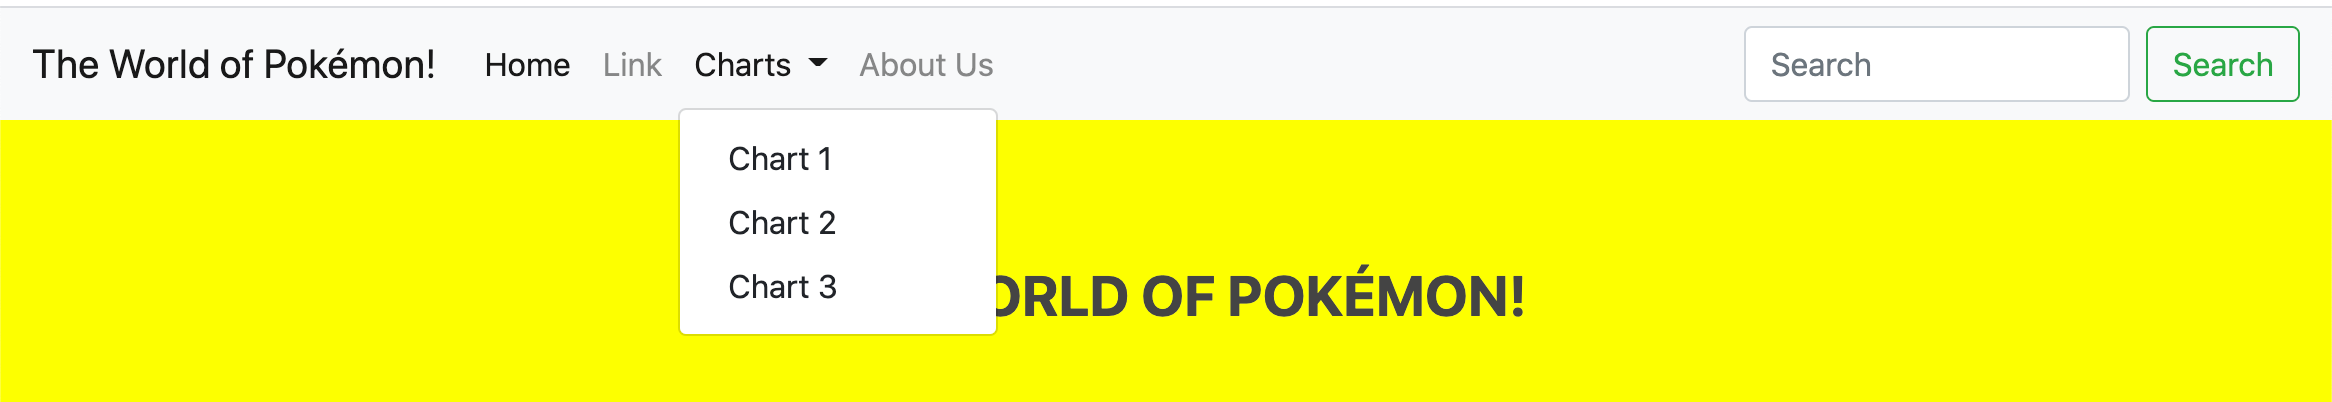 The World of Pokémon! Home Link Charts About Us Search Search
Chart 1
Chart 2
Chart 3
ORLD OF POKÉMON!